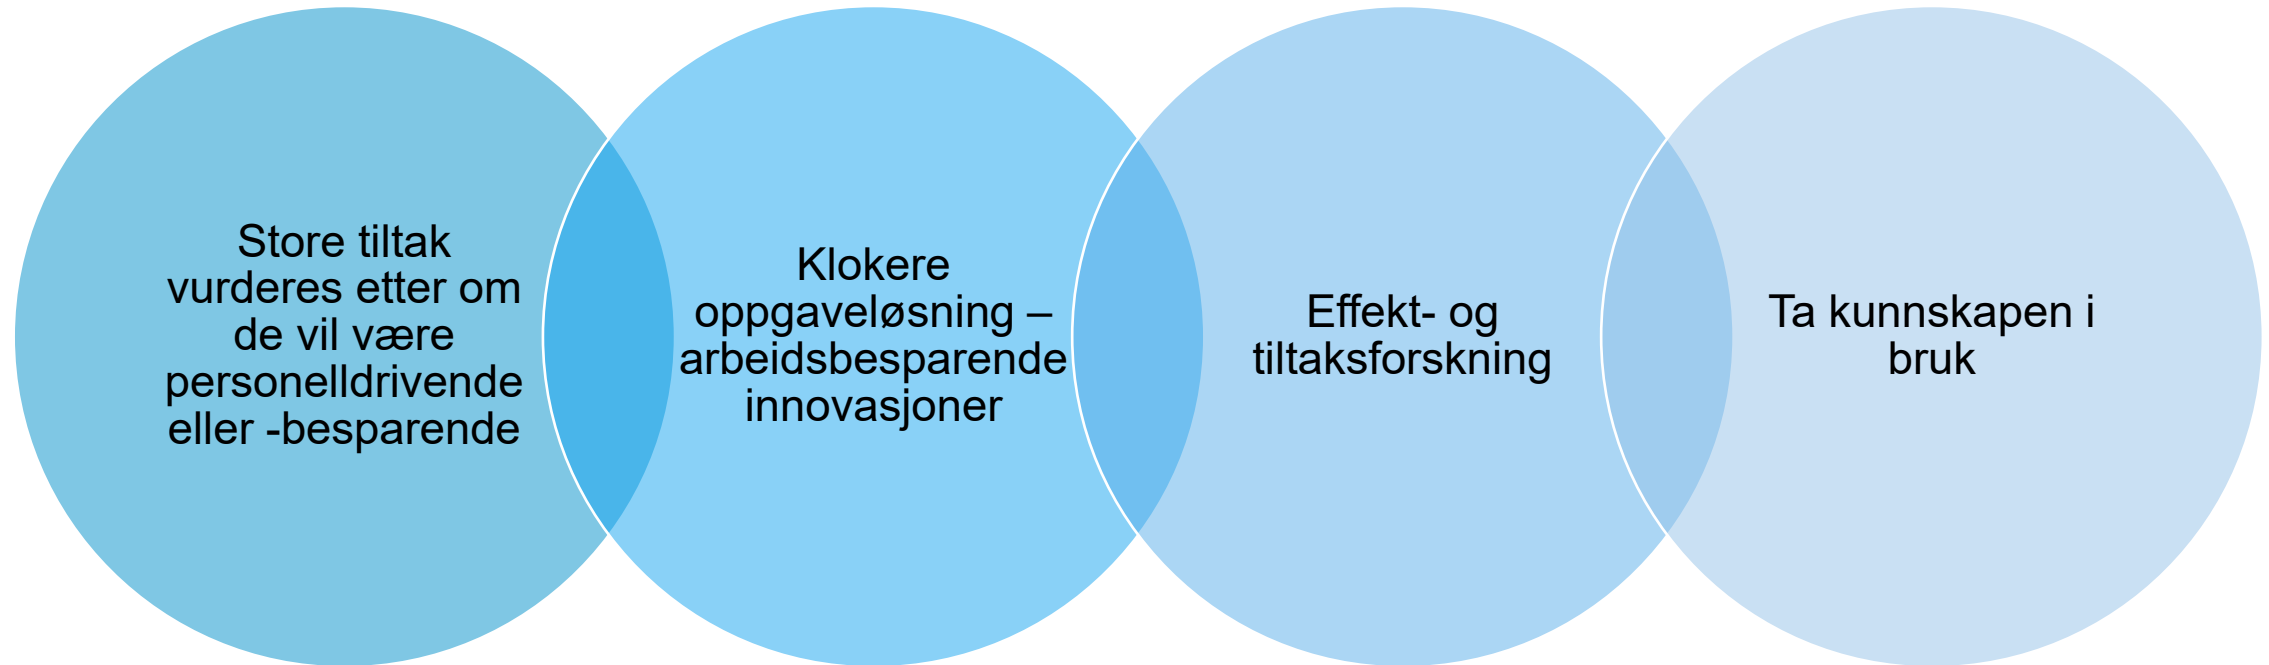 Store tiltak
vurderes etter om
de vil være
personelldrivende
eller -besparende
Klokere
oppgaveløsning –
arbeidsbesparende
innovasjoner
Effekt- og
tiltaksforskning
Ta kunnskapen i
bruk